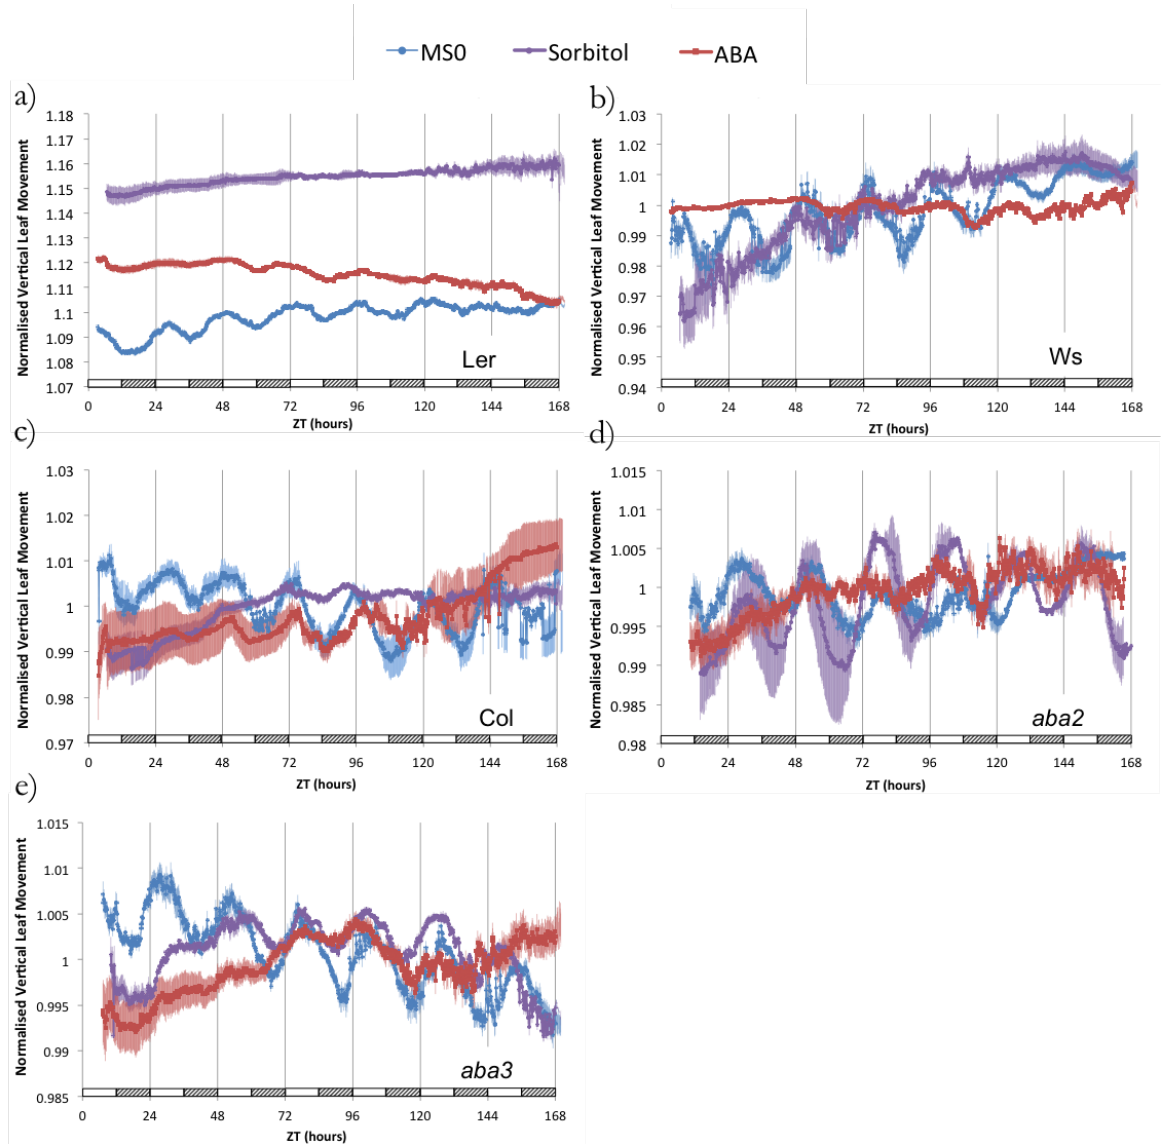 MS0 Sorbitol ABA
a)
1.18
1.17
1.16
1.15
1.14
1.13
1.12
1.11
1.1
1.09
1.08
1.07
Normalised Vertical Leaf Movement
Ler
0 24 48 72 96 120 144 168
ZT (hours)
b)
1.03
1.02
1.01
1
0.99
0.98
0.97
0.96
0.95
0.94
Normalised Vertical Leaf Movement
Ws
0 24 48 72 96 120 144 168
ZT (hours)
c)
1.03
1.02
1.01
1
0.99
0.98
0.97
Normalised Vertical Leaf Movement
Col
0 24 48 72 96 120 144 168
ZT (hours)
d)
1.015
1.01
1.005
1
0.995
0.99
0.985
0.98
Normalised Vertical Leaf Movement
aba2
0 24 48 72 96 120 144 168
ZT (hours)
e)
1.015
1.01
1.005
1
0.995
0.99
0.985
Normalised Vertical Leaf Movement
aba3
0 24 48 72 96 120 144 168
ZT (hours)